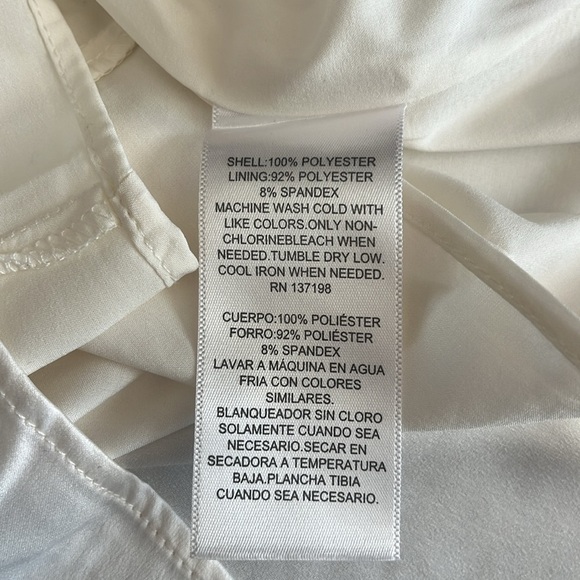 SHELL:100% POLYESTER
LINING:92% POLYESTER
8% SPANDEX
MACHINE WASH COLD WITH
LIKE COLORS.ONLY NON-
CHLORINEBLEACH WHEN
NEEDED.TUMBLE DRY LOW.
COOL IRON WHEN NEEDED.
RN 137198
CUERPO:100% POLIÉSTER
FORRO:92% POLIÉSTER
8% SPANDEX
LAVAR A MÁQUINA EN AGUA
FRIA CON COLORES
SIMILARES.
BLANQUEADOR SIN CLORO
SOLAMENTE CUANDO SEA
NECESARIO.SECAR EN
SECADORA A TEMPERATURA
BAJA.PLANCHA TIBIA
CUANDO SEA NECESARIO.